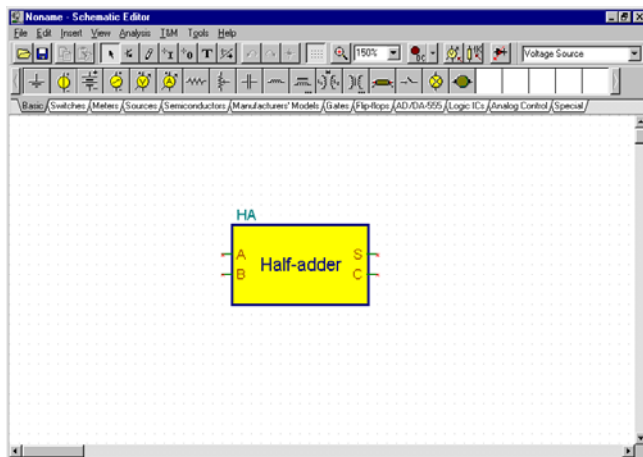 Noname - Schematic Editor
File Edit Insert View Analysis T&M Tools Help
T 150% DC Voltage Source
Basic Switches Meters Sources Semiconductors Manufacturers' Models Gates Flip-flops AD/DA-555 Logic ICs Analog Control Special
HA
A Half-adder S
B C